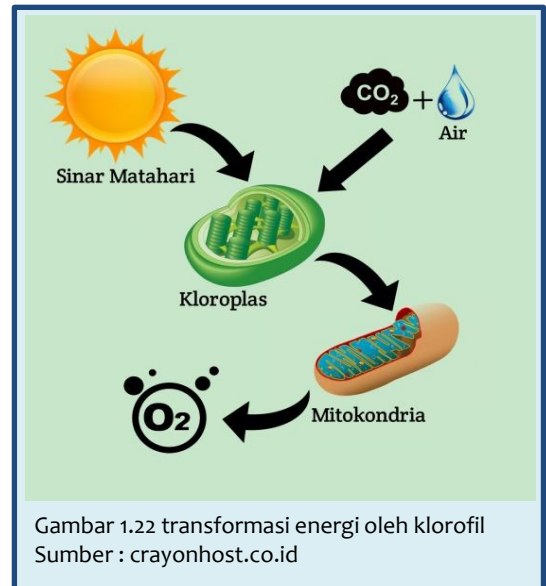 CO2
+
Air
Sinar Matahari
Kloroplas
Mitokondria
O2
Gambar 1.22 transformasi energi oleh klorofil
Sumber : crayonhost.co.id